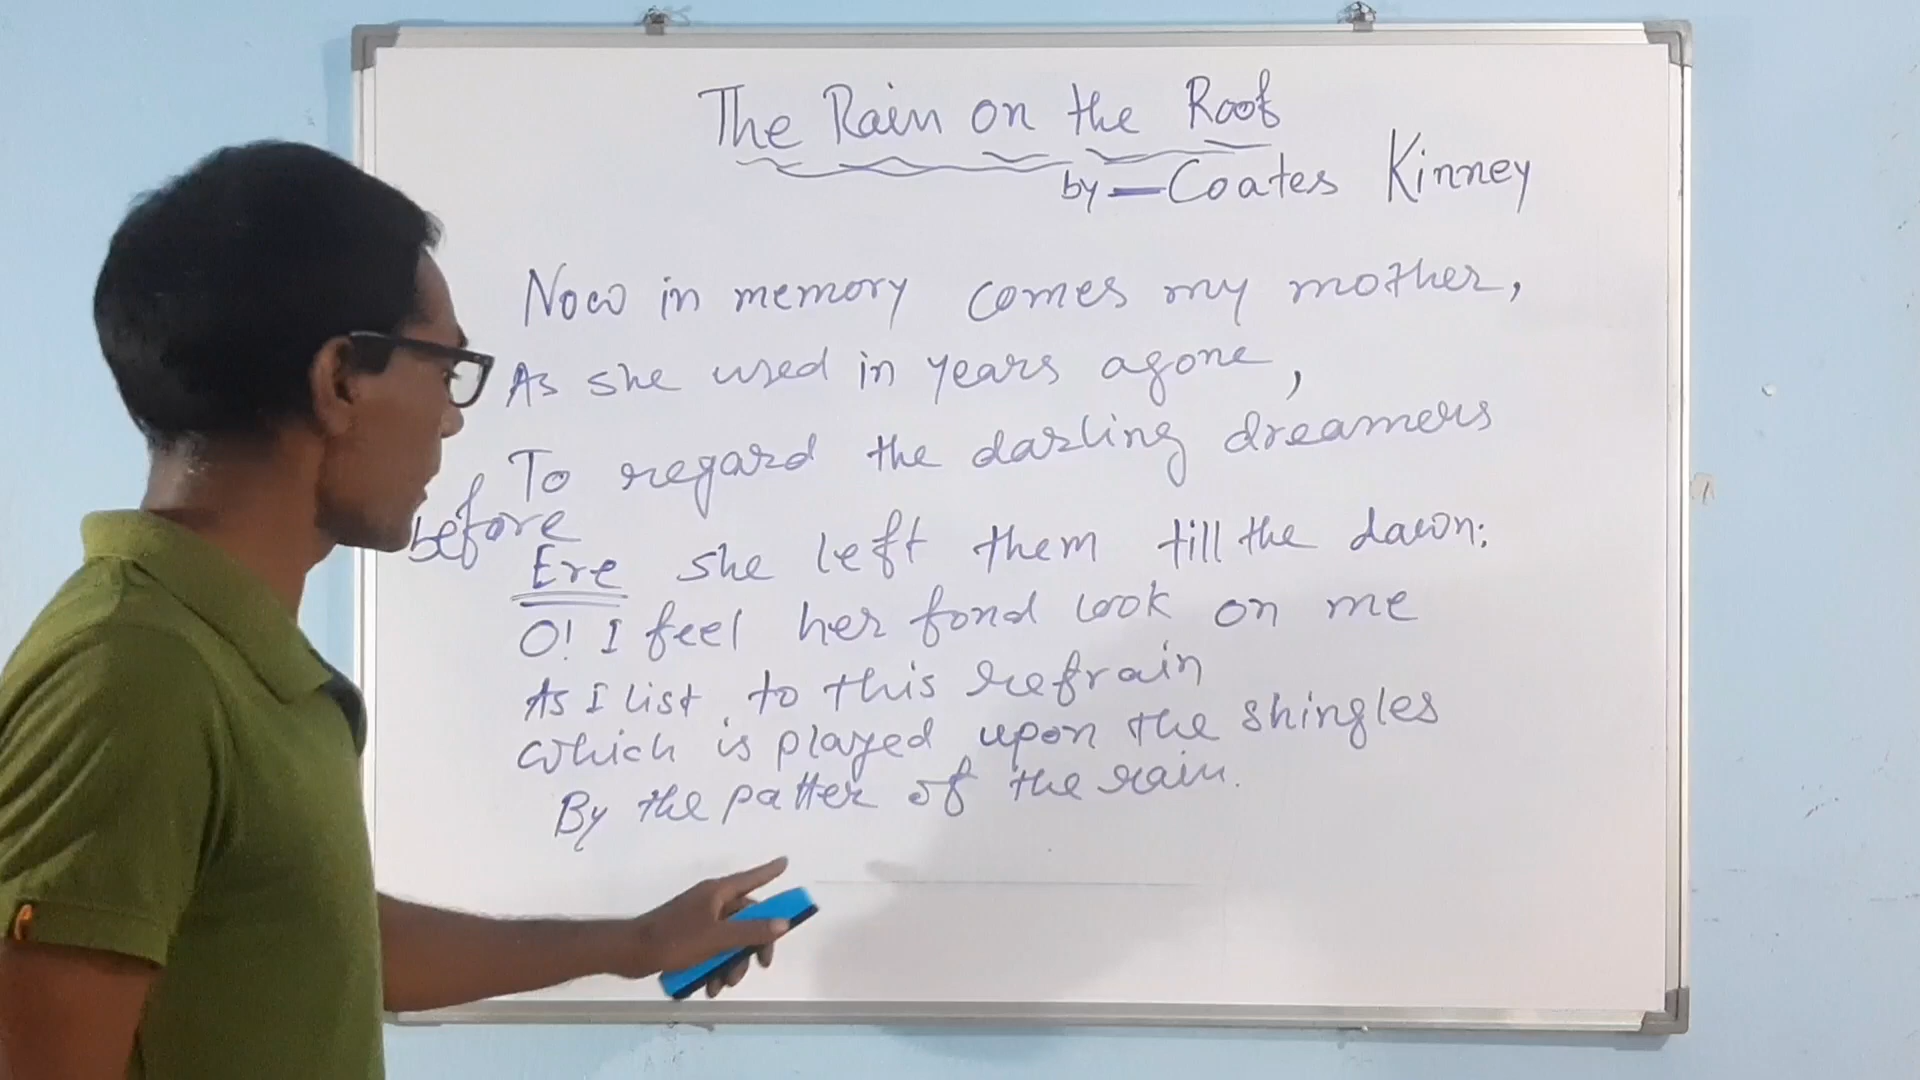 The Rain on the Roof
by - Coates Kinney
Now in memory comes my mother,
As she used in years agone,
To regard the darling dreamers
before
Ere she left them till the dawn:
O! I feel her fond look on me
As I list to this refrain
Which is played upon the shingles
By the patter of the rain.